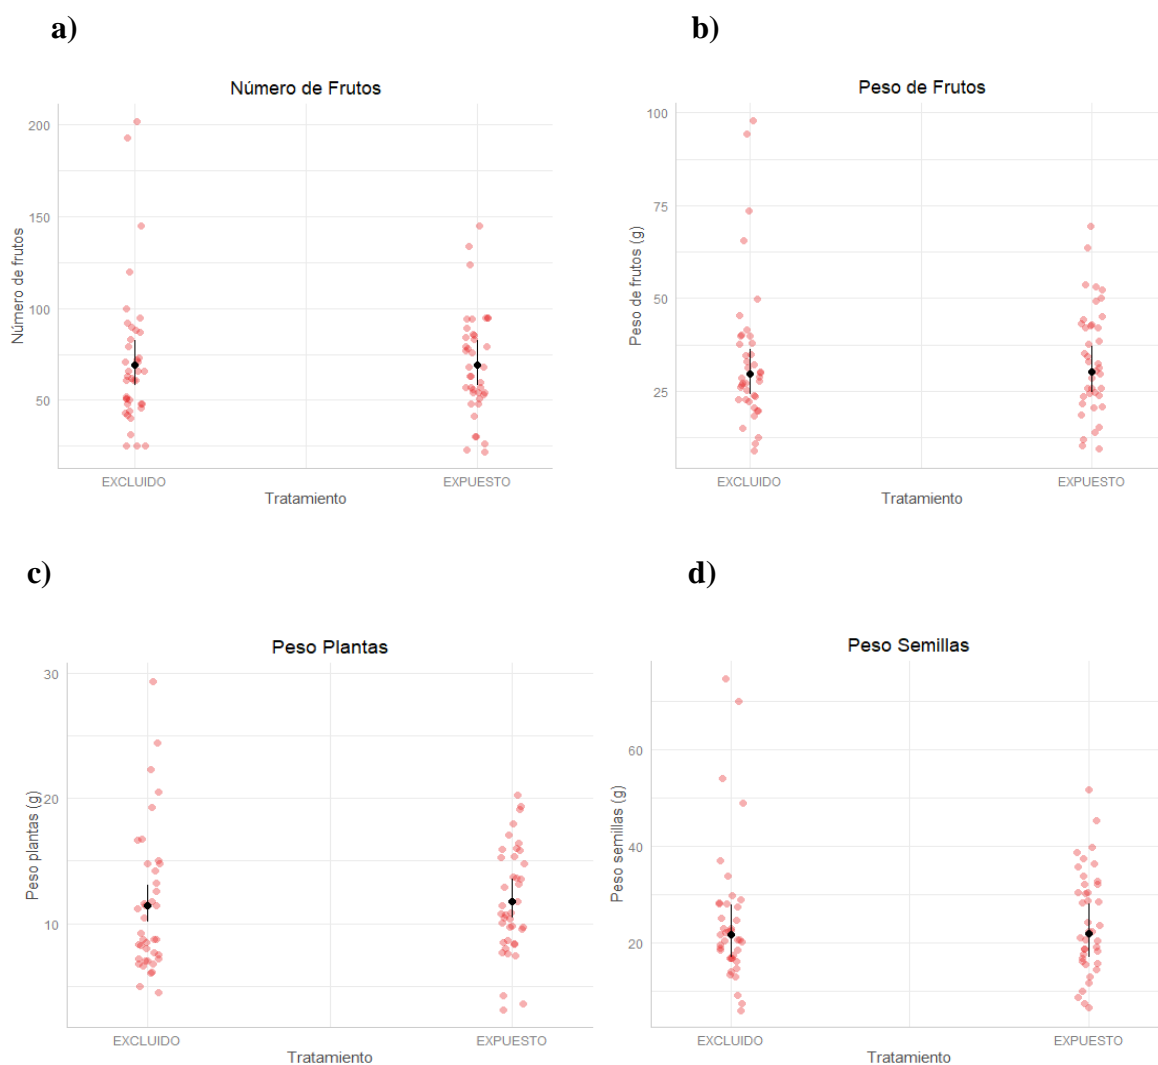 a)
Número de Frutos
Número de frutos
200
150
100
50
EXCLUIDO EXPUESTO
Tratamiento
b)
Peso de Frutos
Peso de frutos (g)
100
75
50
25
EXCLUIDO EXPUESTO
Tratamiento
c)
Peso Plantas
Peso plantas (g)
30
20
10
EXCLUIDO EXPUESTO
Tratamiento
d)
Peso Semillas
Peso semillas (g)
60
40
20
EXCLUIDO EXPUESTO
Tratamiento